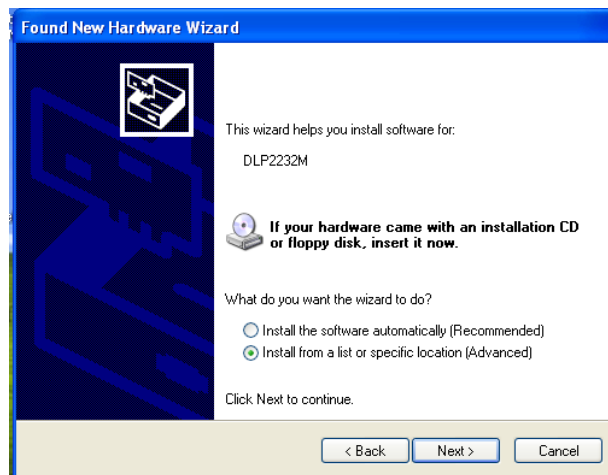 Found New Hardware Wizard
This wizard helps you install software for:
DLP2232M
If your hardware came with an installation CD
or floppy disk, insert it now.
What do you want the wizard to do?
Install the software automatically (Recommended)
Install from a list or specific location (Advanced)
Click Next to continue.
< Back Next > Cancel